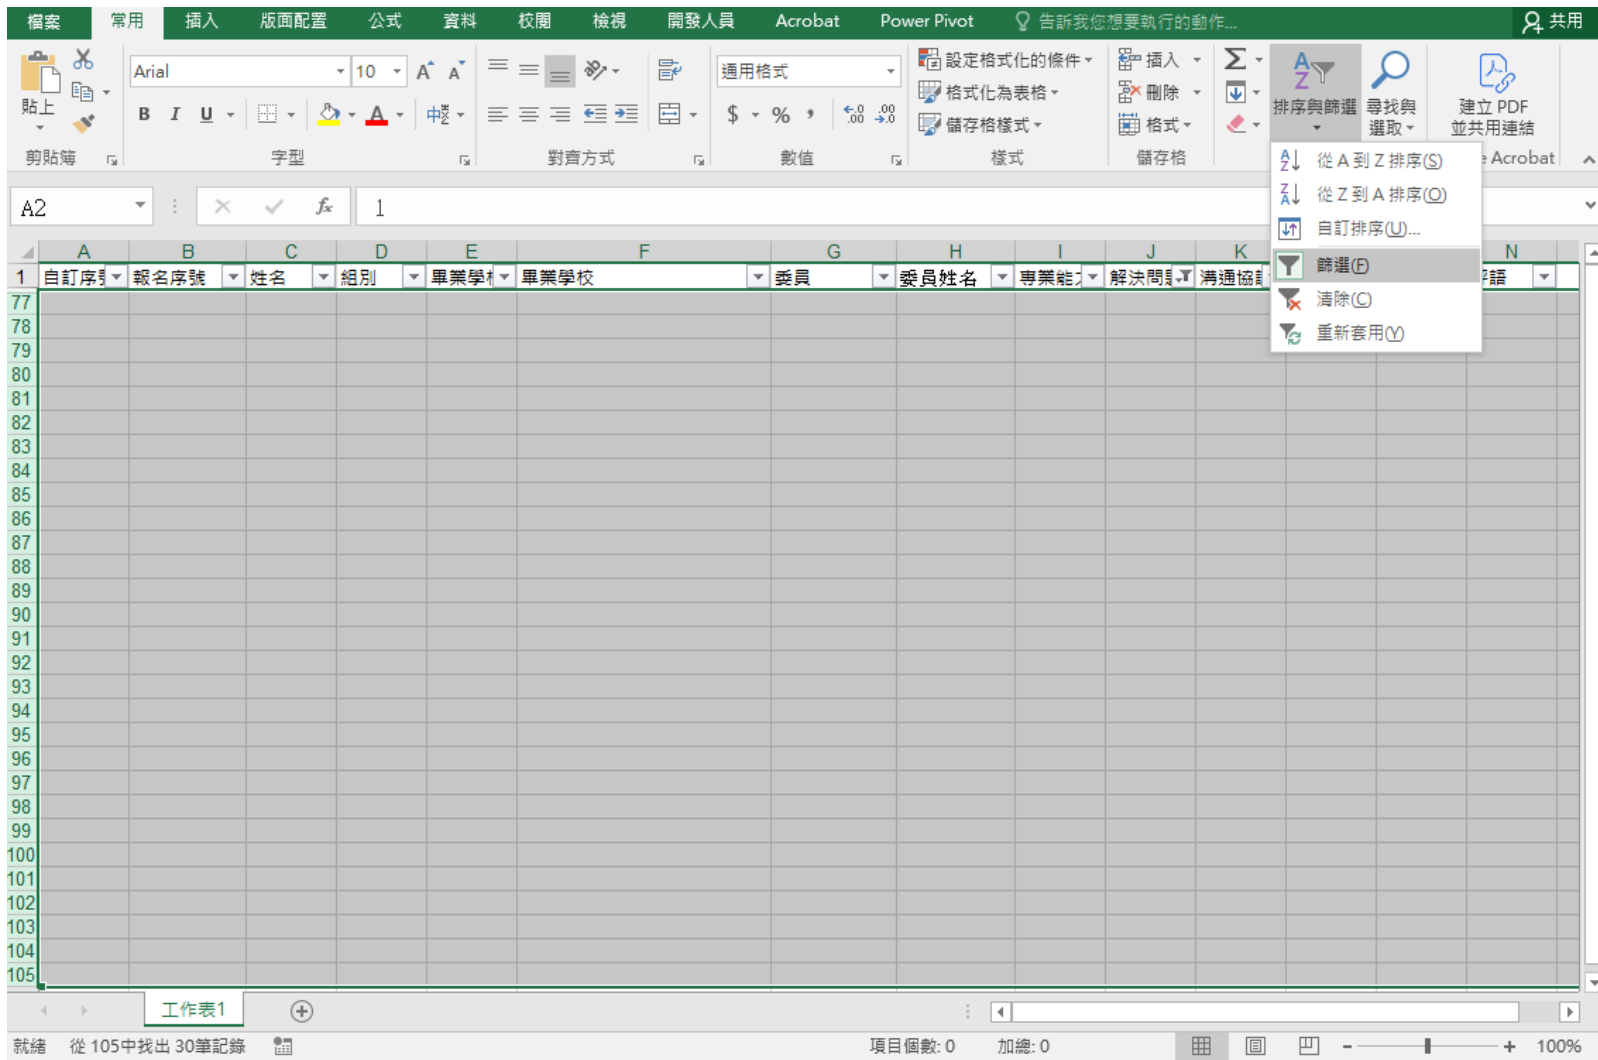 檔案 常用 插入 版面配置 公式 資料 校閱 檢視 開發人員 Acrobat Power Pivot 告訴我您想要執行的動作... 共用
貼上
Arial 10 A A
B I U A 中
通用格式
$ % , .0 .00 .00 .0
設定格式化的條件
格式化為表格
儲存格樣式
插入
刪除
格式
Σ
A Z 排序與篩選
尋找與
選取
建立 PDF
並共用連結
剪貼簿 字型 對齊方式 數值 樣式 儲存格 Acrobat
從 A 到 Z 排序(S)
從 Z 到 A 排序(O)
自訂排序(U)...
篩選(F)
清除(C)
重新套用(Y)
A2 fx 1
A B C D E F G H I J K N
1 自訂序 報名序號 姓名 組別 畢業學 畢業學校 委員 委員姓名 專業能 解決問 溝通協 評語
77
78
79
80
81
82
83
84
85
86
87
88
89
90
91
92
93
94
95
96
97
98
99
100
101
102
103
104
105
工作表1
就緒 從 105中找出 30筆記錄 項目個數: 0 加總: 0 - + 100%